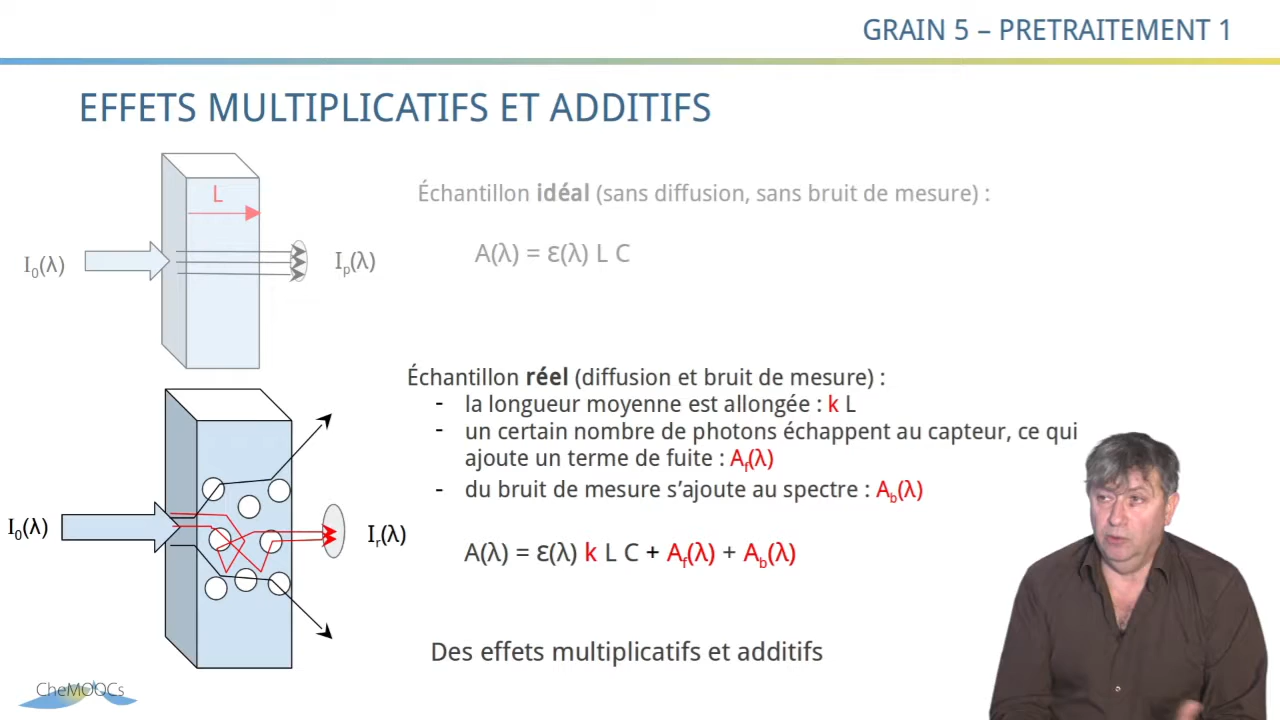 GRAIN 5 – PRETRAITEMENT 1
EFFETS MULTIPLICATIFS ET ADDITIFS
L
I0(λ)
Ip(λ)
Échantillon idéal (sans diffusion, sans bruit de mesure) :
A(λ) = ε(λ) L C
Échantillon réel (diffusion et bruit de mesure) :
- la longueur moyenne est allongée : k L
- un certain nombre de photons échappent au capteur, ce qui
ajoute un terme de fuite : Af(λ)
- du bruit de mesure s’ajoute au spectre : Ab(λ)
I0(λ)
Ir(λ)
A(λ) = ε(λ) k L C + Af(λ) + Ab(λ)
Des effets multiplicatifs et additifs
CheMOOCs